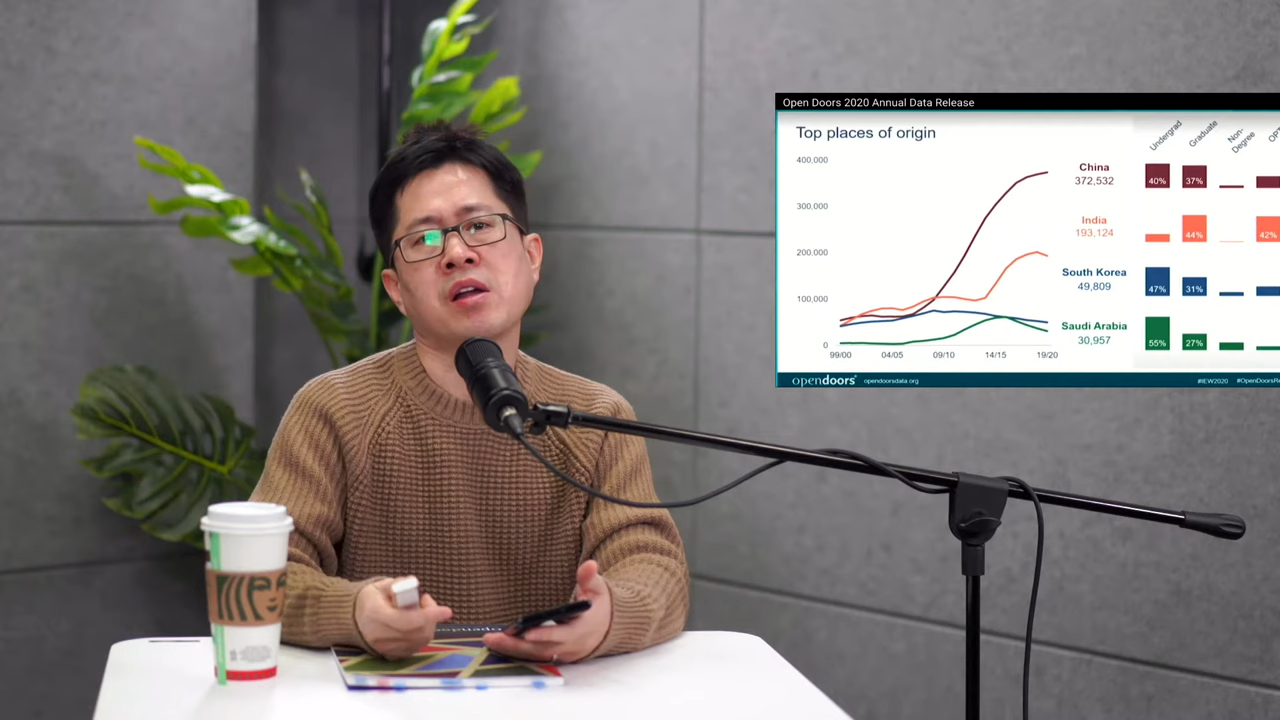 Open Doors 2020 Annual Data Release
Top places of origin
Undergrad
Graduate
Non-
Degree
400,000
300,000
200,000
100,000
0
99/00
04/05
09/10
14/15
19/20
China
372,532
40%
37%
India
193,124
44%
42%
South Korea
49,809
47%
31%
Saudi Arabia
30,957
55%
27%
opendoors®
opendoorsdata.org
#IEW2020
opendoors